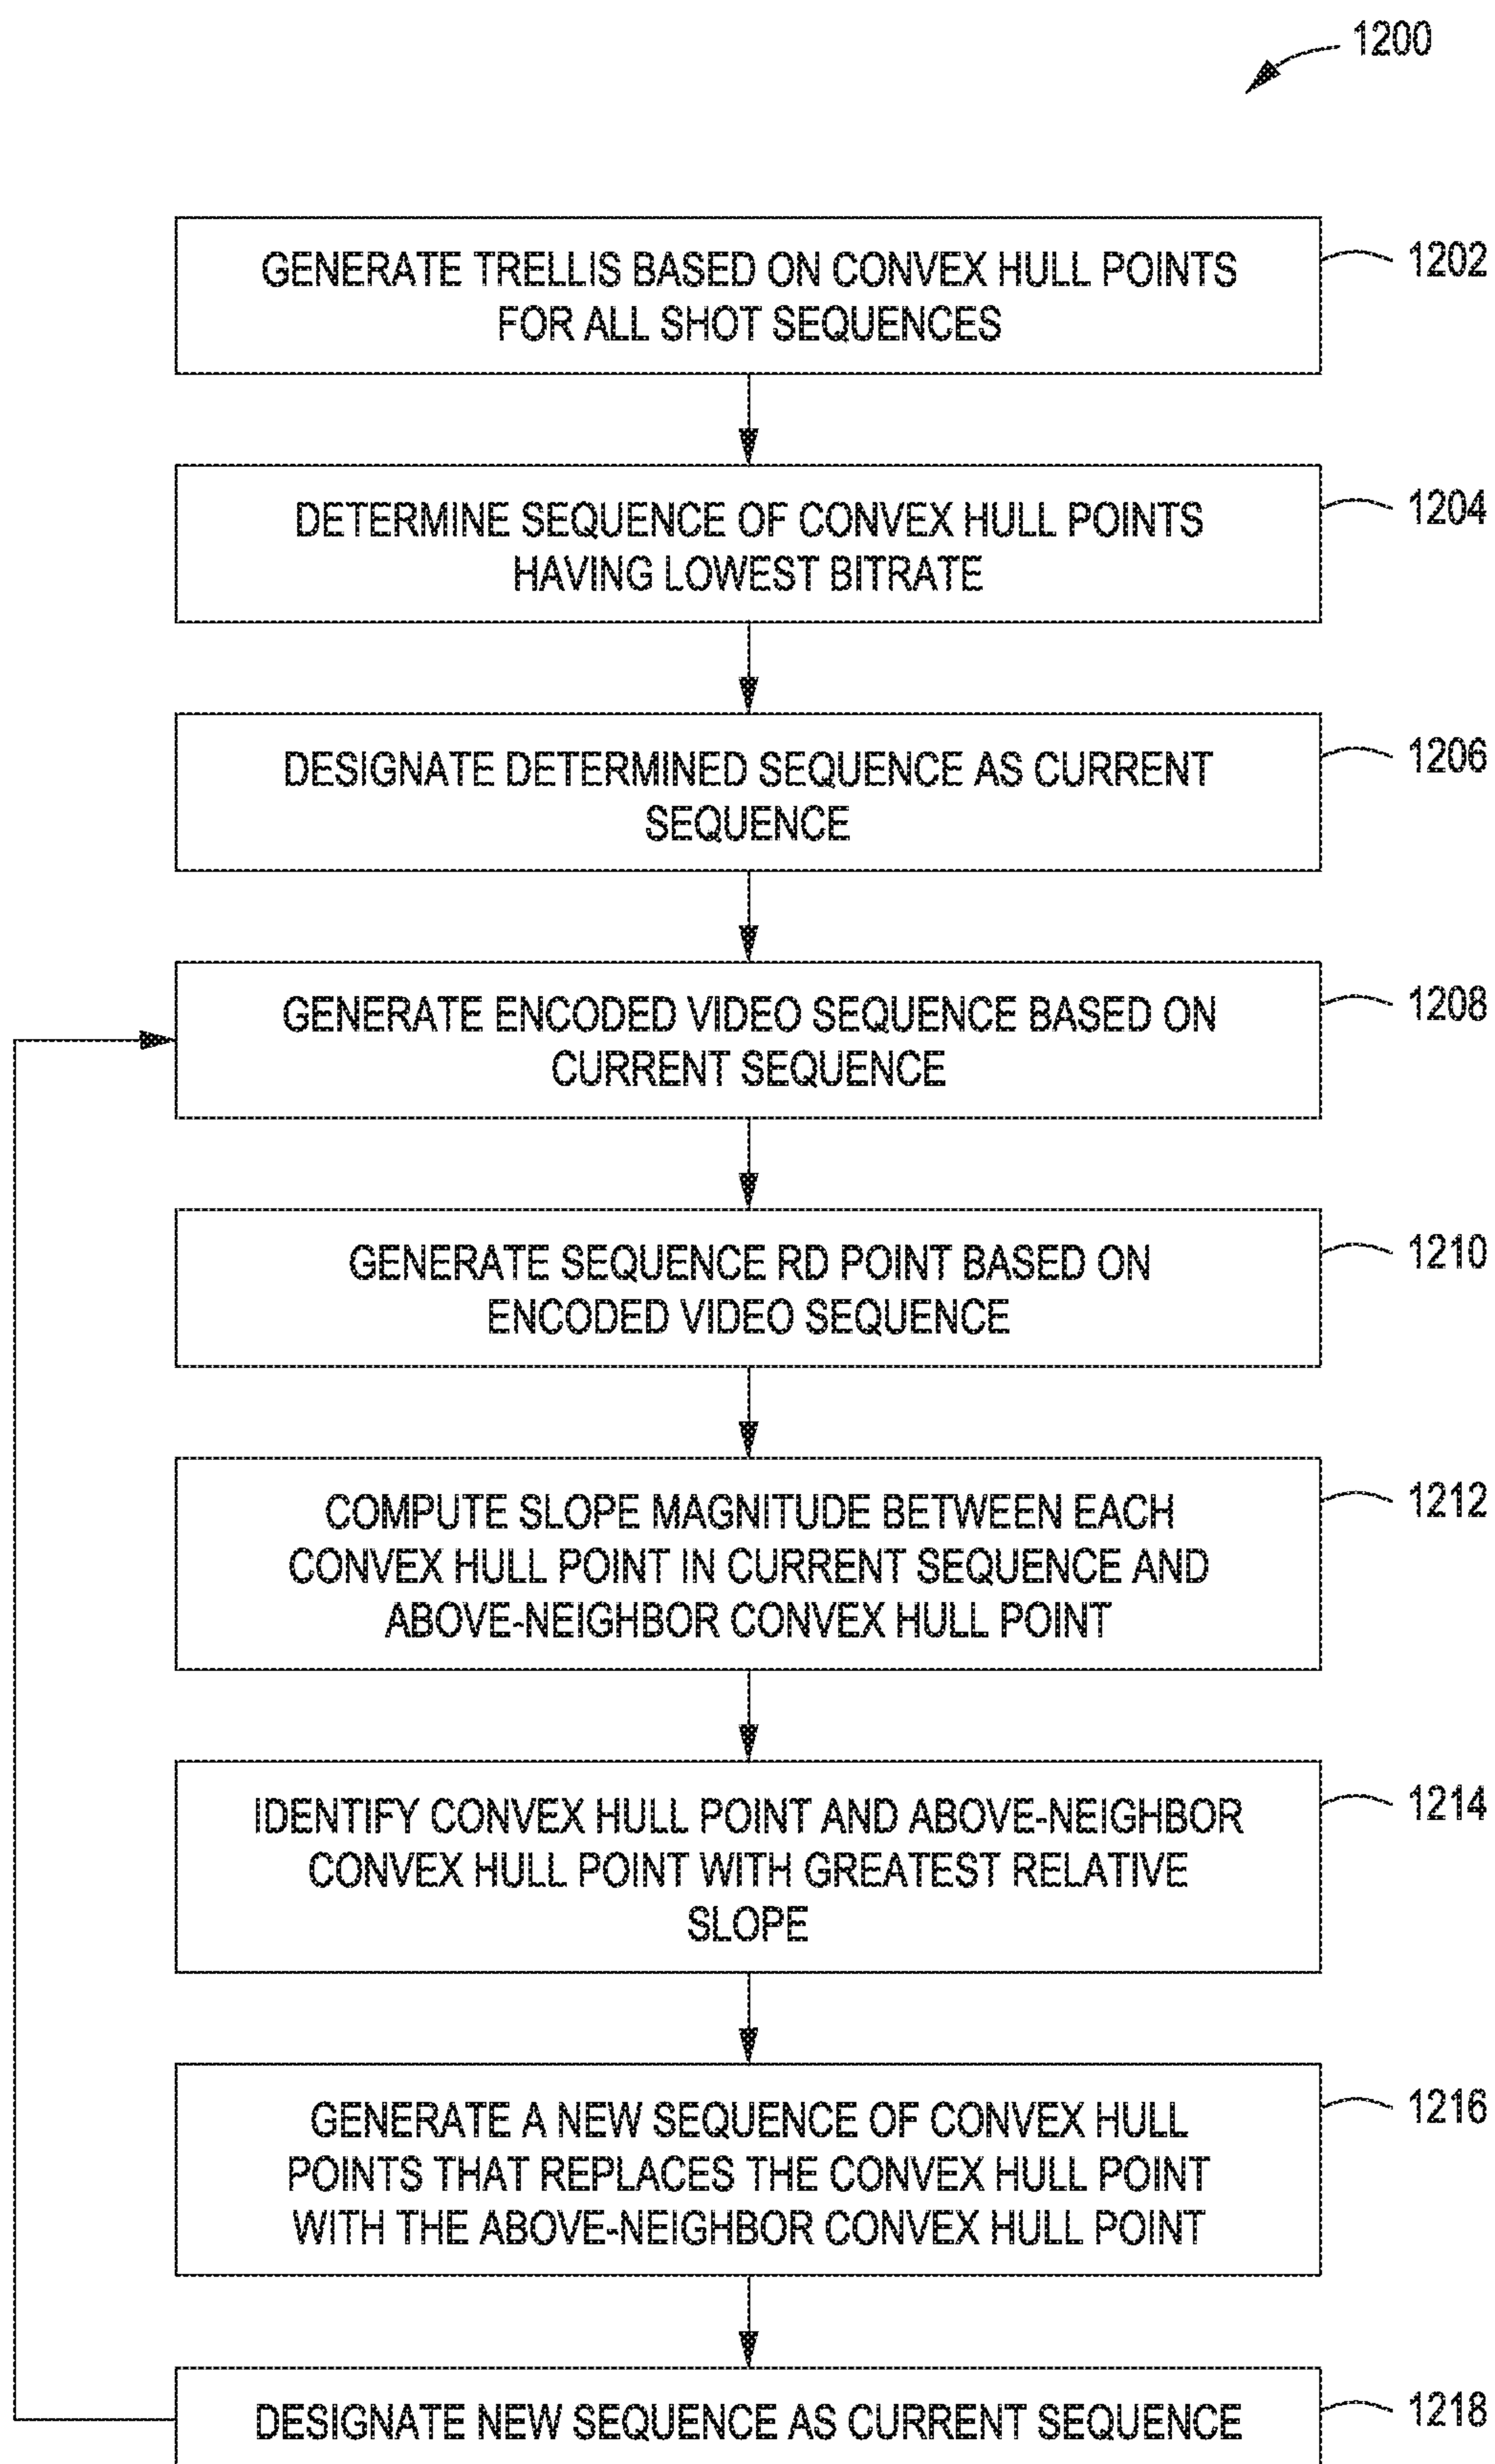 1200
GENERATE TRELLIS BASED ON CONVEX HULL POINTS
FOR ALL SHOT SEQUENCES
1202
DETERMINE SEQUENCE OF CONVEX HULL POINTS
HAVING LOWEST BITRATE
1204
DESIGNATE DETERMINED SEQUENCE AS CURRENT
SEQUENCE
1206
GENERATE ENCODED VIDEO SEQUENCE BASED ON
CURRENT SEQUENCE
1208
GENERATE SEQUENCE RD POINT BASED ON
ENCODED VIDEO SEQUENCE
1210
COMPUTE SLOPE MAGNITUDE BETWEEN EACH
CONVEX HULL POINT IN CURRENT SEQUENCE AND
ABOVE-NEIGHBOR CONVEX HULL POINT
1212
IDENTIFY CONVEX HULL POINT AND ABOVE-NEIGHBOR
CONVEX HULL POINT WITH GREATEST RELATIVE
SLOPE
1214
GENERATE A NEW SEQUENCE OF CONVEX HULL
POINTS THAT REPLACES THE CONVEX HULL POINT
WITH THE ABOVE-NEIGHBOR CONVEX HULL POINT
1216
DESIGNATE NEW SEQUENCE AS CURRENT SEQUENCE
1218